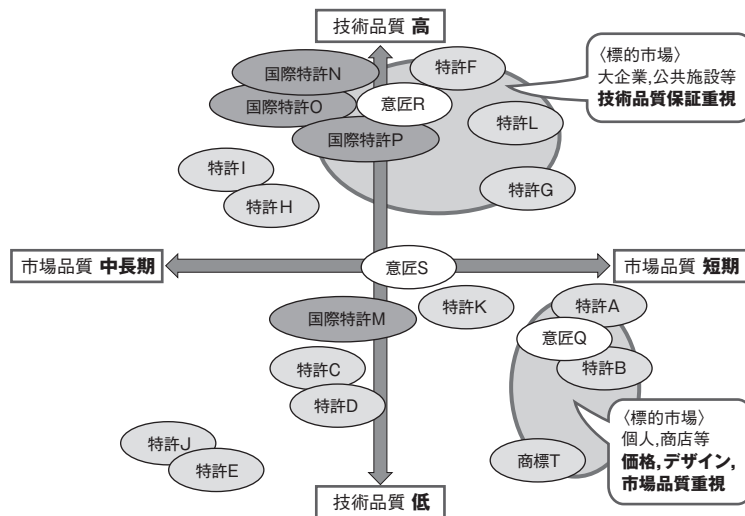 技術品質 高
国際特許N
特許F
〈標的市場〉
大企業,公共施設等
技術品質保証重視
国際特許O
意匠R
国際特許P
特許L
特許I
特許H
特許G
市場品質 中長期
意匠S
市場品質 短期
国際特許M
特許K
特許A
意匠Q
特許B
特許C
特許D
〈標的市場〉
個人,商店等
価格,デザイン,
市場品質重視
特許J
特許E
商標T
技術品質 低